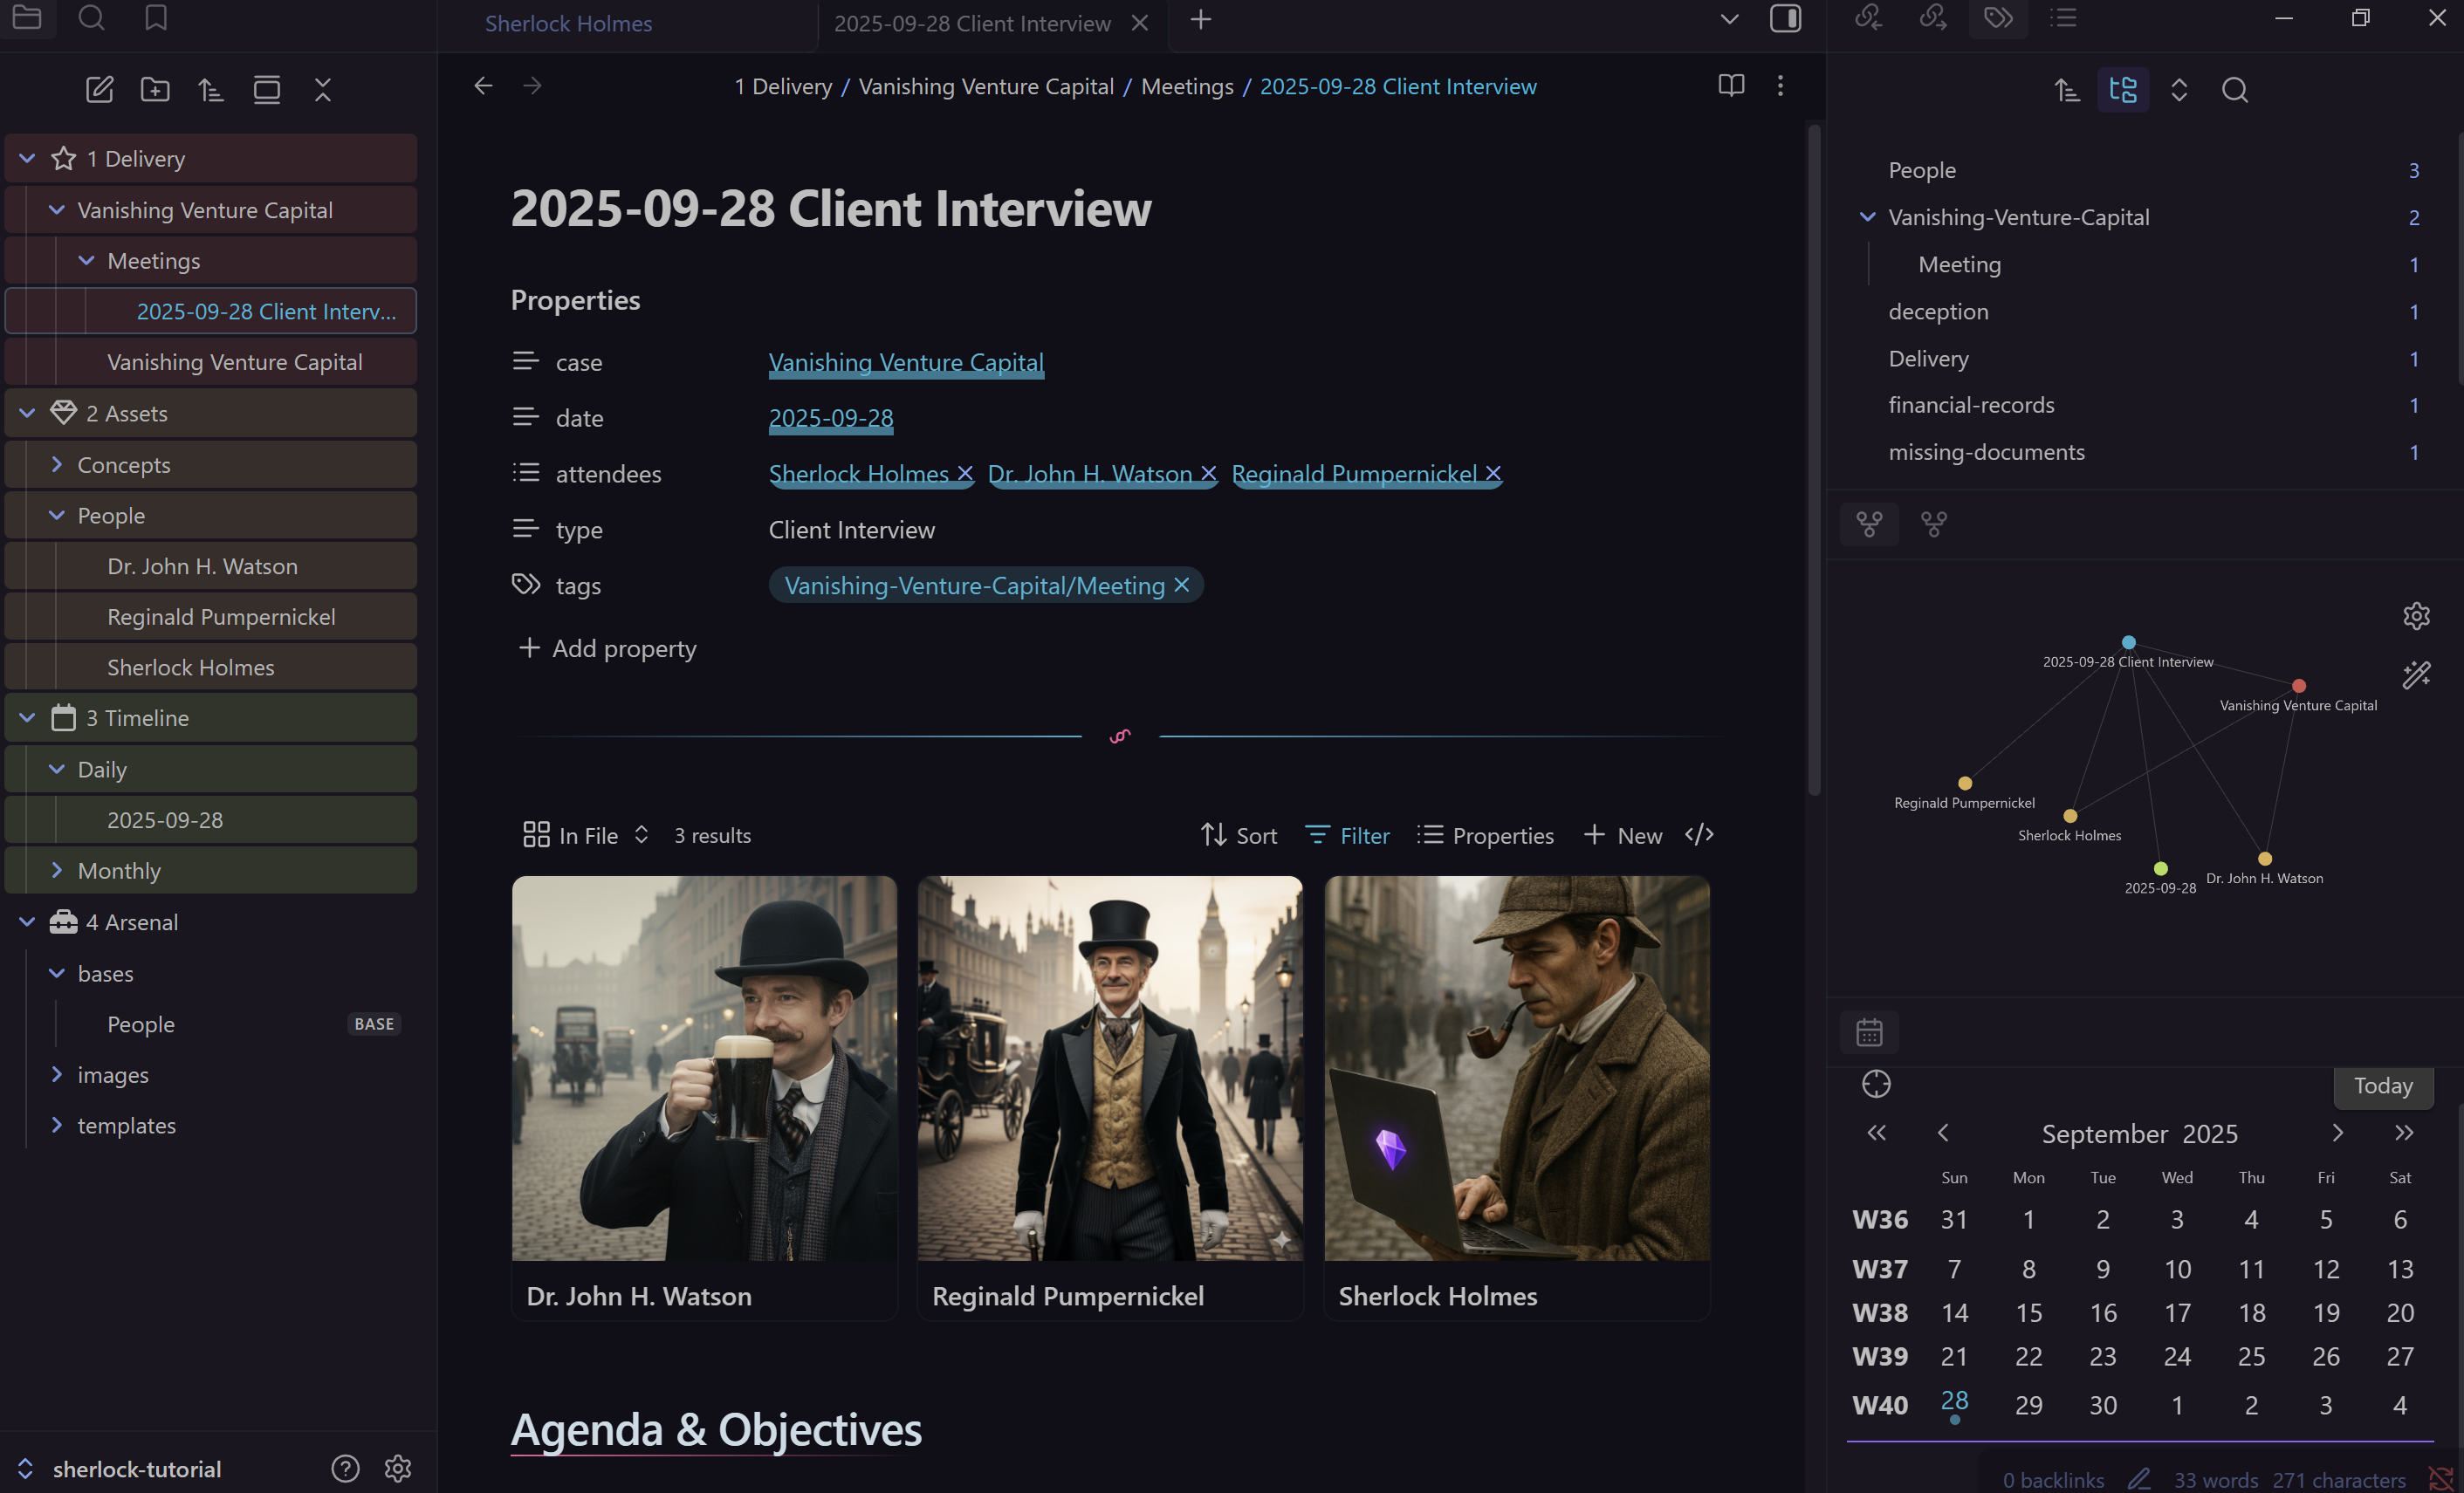 Sherlock Holmes
2025-09-28 Client Interview
1 Delivery
Vanishing Venture Capital
Meetings
2025-09-28 Client Interv...
Vanishing Venture Capital
2 Assets
Concepts
People
Dr. John H. Watson
Reginald Pumpernickel
Sherlock Holmes
3 Timeline
Daily
2025-09-28
Monthly
4 Arsenal
bases
People BASE
images
templates
sherlock-tutorial
1 Delivery / Vanishing Venture Capital / Meetings / 2025-09-28 Client Interview
2025-09-28 Client Interview
Properties
case Vanishing Venture Capital
date 2025-09-28
attendees Sherlock Holmes Dr. John H. Watson Reginald Pumpernickel
type Client Interview
tags Vanishing-Venture-Capital/Meeting
Add property
In File 3 results Sort Filter Properties New
Dr. John H. Watson
Reginald Pumpernickel
Sherlock Holmes
Agenda & Objectives
People 3
Vanishing-Venture-Capital 2
Meeting 1
deception 1
Delivery 1
financial-records 1
missing-documents 1
2025-09-28 Client Interview
Vanishing Venture Capital
Reginald Pumpernickel
Sherlock Holmes
2025-09-28
Dr. John H. Watson
Today
September 2025
Sun Mon Tue Wed Thu Fri Sat
W36 31 1 2 3 4 5 6
W37 7 8 9 10 11 12 13
W38 14 15 16 17 18 19 20
W39 21 22 23 24 25 26 27
W40 28 29 30 1 2 3 4
0 backlinks 33 words 271 characters